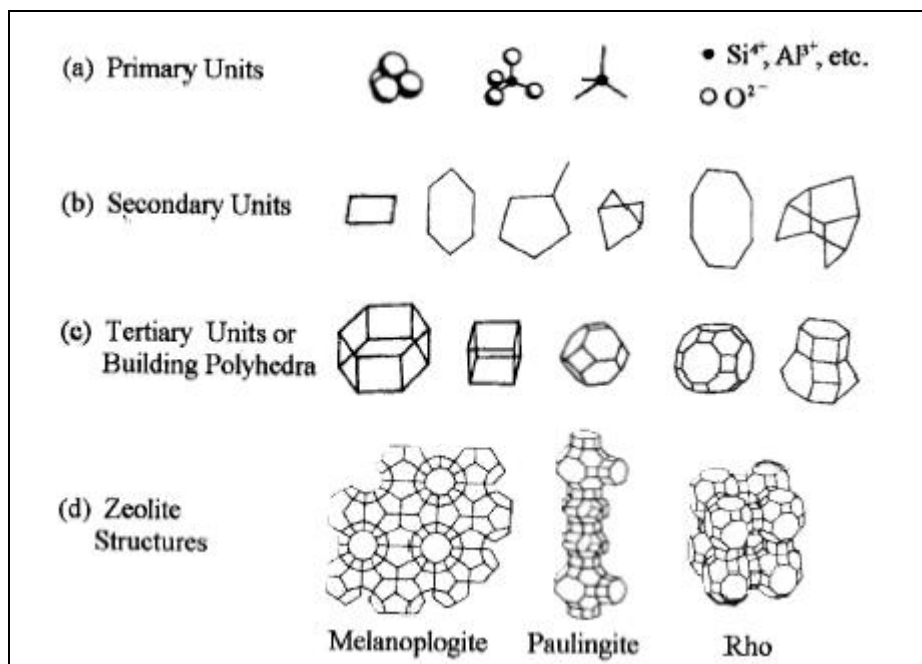 (a) Primary Units
• Si⁴⁺, Al³⁺, etc.
O²⁻
(b) Secondary Units
(c) Tertiary Units or
Building Polyhedra
(d) Zeolite
Structures
Melanoplogite Paulingite Rho